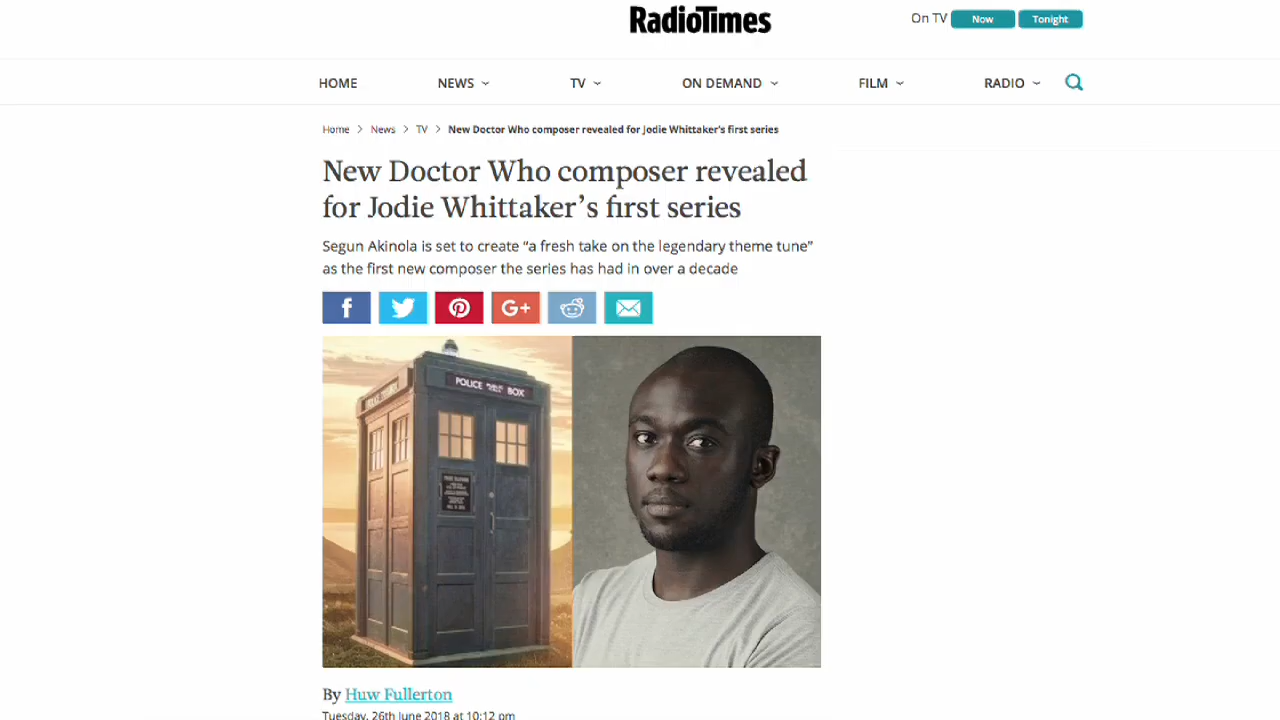 RadioTimes
On TV Now Tonight
HOME NEWS TV ON DEMAND FILM RADIO
Home > News > TV > New Doctor Who composer revealed for Jodie Whittaker's first series
New Doctor Who composer revealed
for Jodie Whittaker’s first series
Segun Akinola is set to create “a fresh take on the legendary theme tune”
as the first new composer the series has had in over a decade
f G+
POLICE BOX
By Huw Fullerton
Tuesday, 26th June 2018 at 10:12 pm